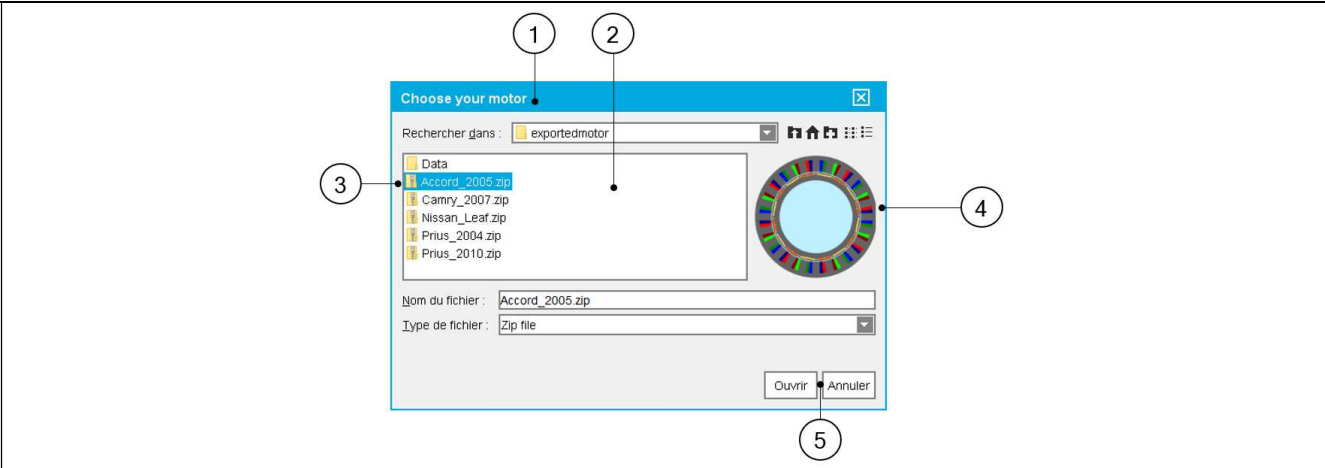 1 2
Choose your motor
Rechercher dans : exportedmotor
Data
3 Accord_2005.zip
Camry_2007.zip
4
Nissan_Leaf.zip
Prius_2004.zip
Prius_2010.zip
Nom du fichier : Accord_2005.zip
Type de fichier : Zip file
Ouvrir Annuler
5